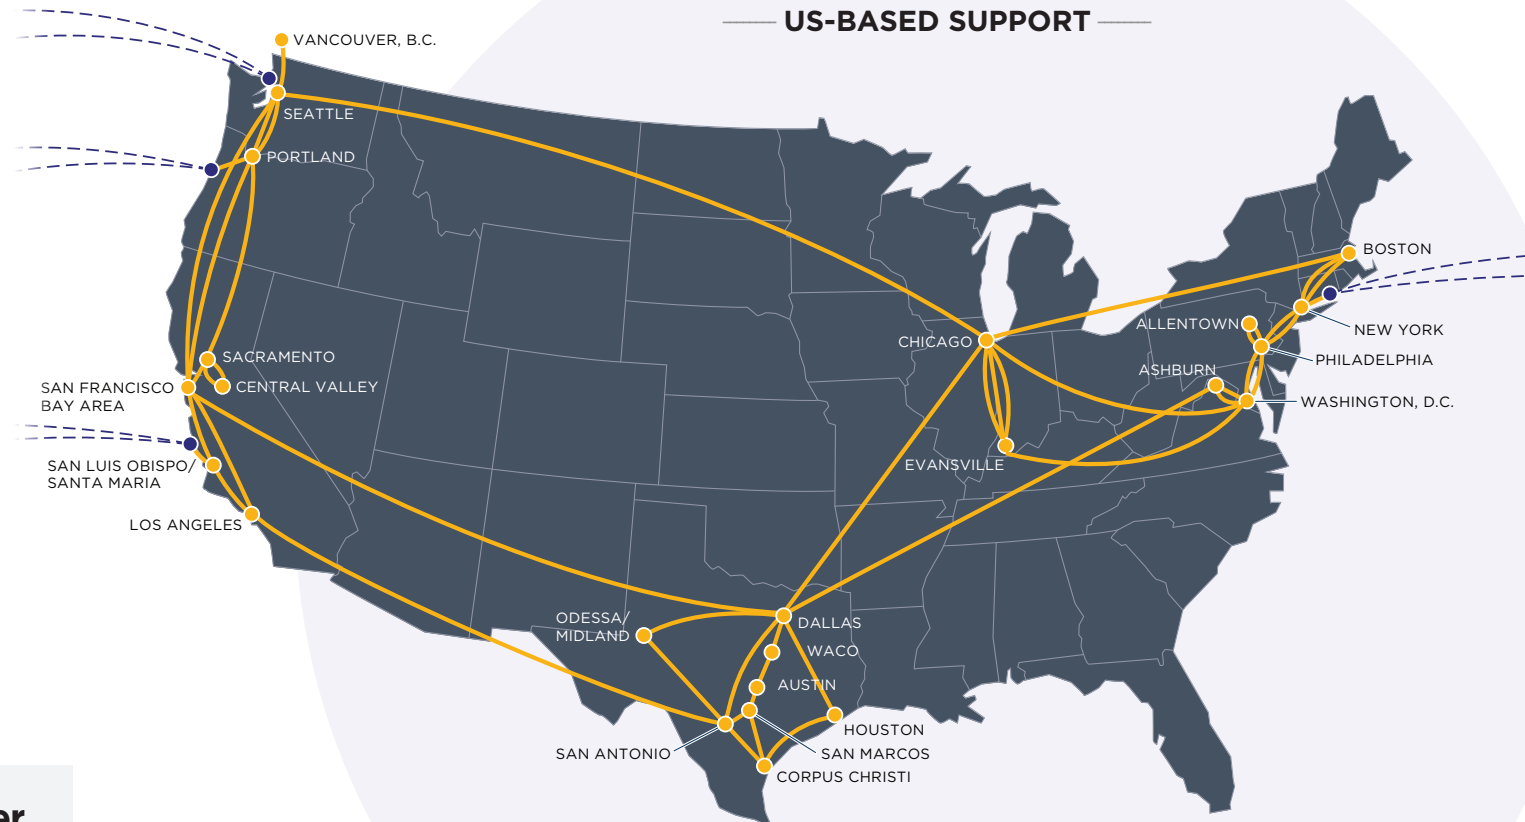 US-BASED SUPPORT
VANCOUVER, B.C.
SEATTLE
PORTLAND
BOSTON
ALLENTOWN
NEW YORK
CHICAGO
PHILADELPHIA
SACRAMENTO
ASHBURN
SAN FRANCISCO
BAY AREA
CENTRAL VALLEY
WASHINGTON, D.C.
SAN LUIS OBISPO/
SANTA MARIA
EVANSVILLE
LOS ANGELES
ODESSA/
MIDLAND
DALLAS
WACO
AUSTIN
HOUSTON
SAN ANTONIO
SAN MARCOS
CORPUS CHRISTI
er